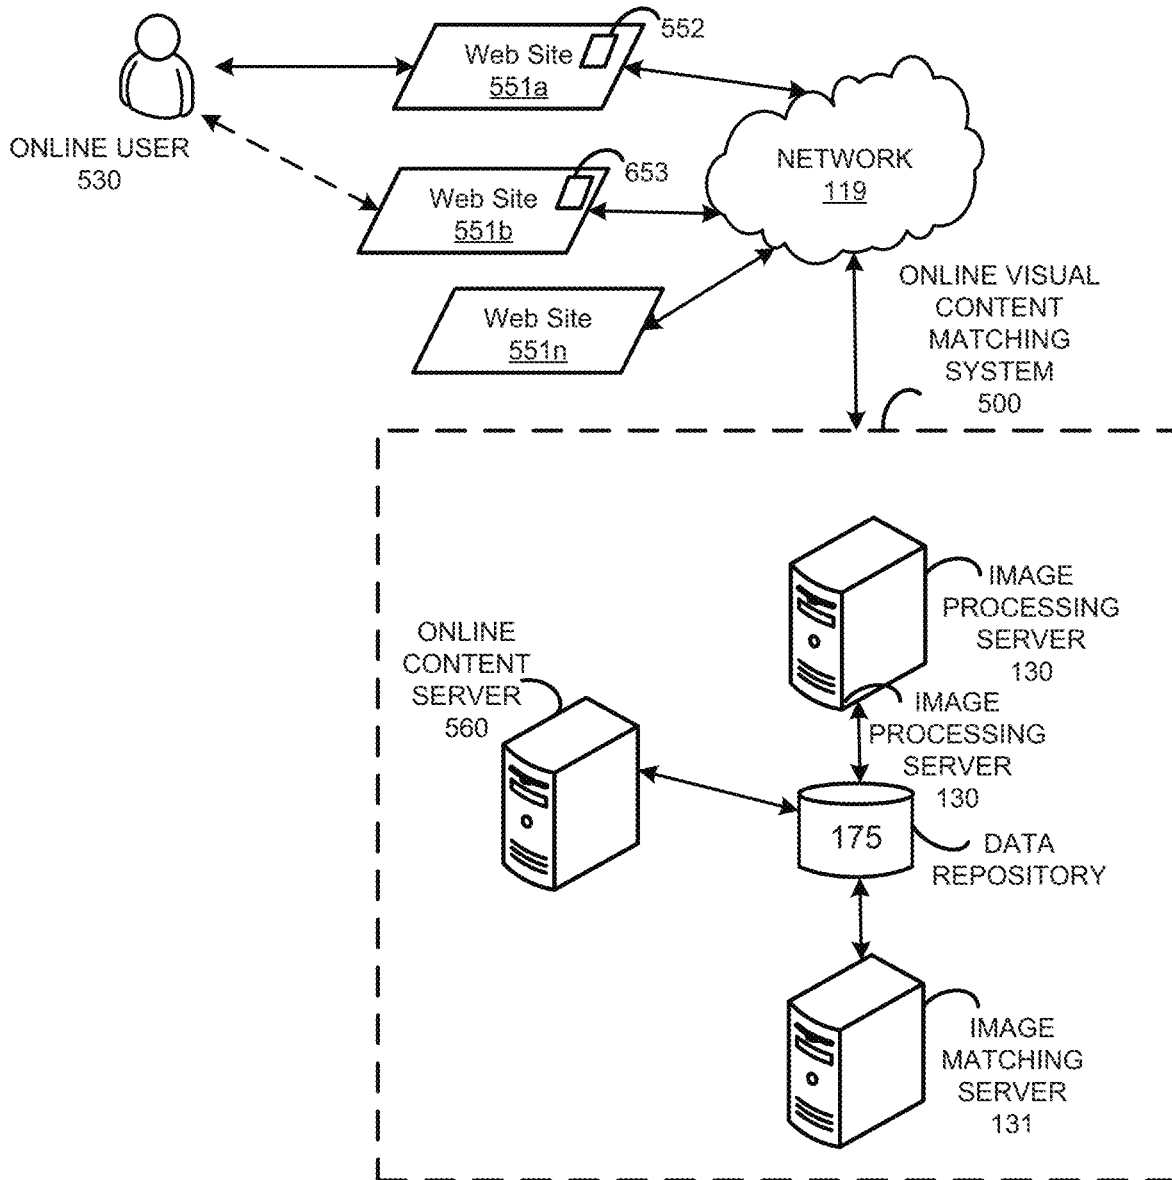 552
Web Site
551a
ONLINE USER
530
653
Web Site
551b
NETWORK
119
Web Site
551n
ONLINE VISUAL
CONTENT
MATCHING
SYSTEM
500
IMAGE
PROCESSING
SERVER
130
ONLINE
CONTENT
SERVER
560
IMAGE
PROCESSING
SERVER
130
175
DATA
REPOSITORY
IMAGE
MATCHING
SERVER
131